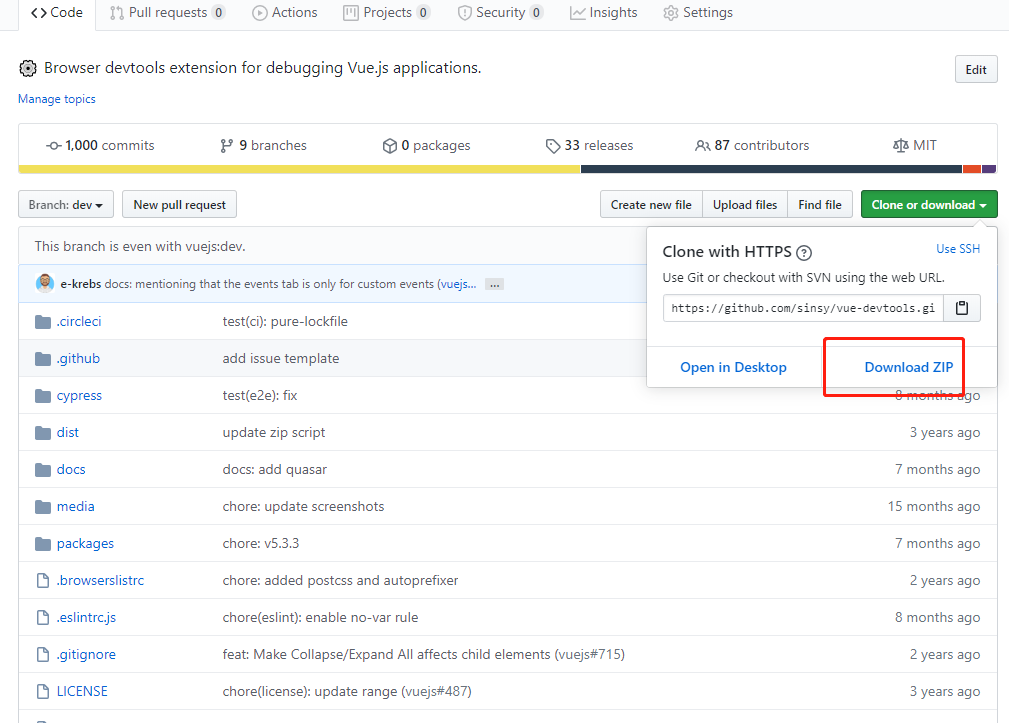 Code Pull requests 0 Actions Projects 0 Security 0 Insights Settings
Browser devtools extension for debugging Vue.js applications.
Edit
Manage topics
1,000 commits 9 branches 0 packages 33 releases 87 contributors MIT
Branch: dev New pull request Create new file Upload files Find file Clone or download
This branch is even with vuejs:dev.
e-krebs docs: mentioning that the events tab is only for custom events (vuejs... ...
Clone with HTTPS ? Use SSH
Use Git or checkout with SVN using the web URL.
https://github.com/sinsy/vue-devtools.gi
Open in Desktop Download ZIP
.circleci test(ci): pure-lockfile
.github add issue template
cypress test(e2e): fix 8 months ago
dist update zip script 3 years ago
docs docs: add quasar 7 months ago
media chore: update screenshots 15 months ago
packages chore: v5.3.3 7 months ago
.browserslistrc chore: added postcss and autoprefixer 2 years ago
.eslintrc.js chore(eslint): enable no-var rule 8 months ago
.gitignore feat: Make Collapse/Expand All affects child elements (vuejs#715) 2 years ago
LICENSE chore(license): update range (vuejs#487) 3 years ago